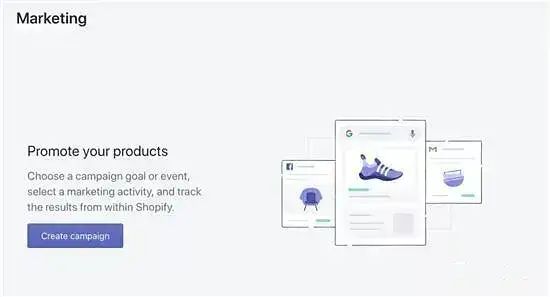 Marketing
Promote your products
Choose a campaign goal or event,
select a marketing activity, and track
the results from within Shopify.
Create campaign